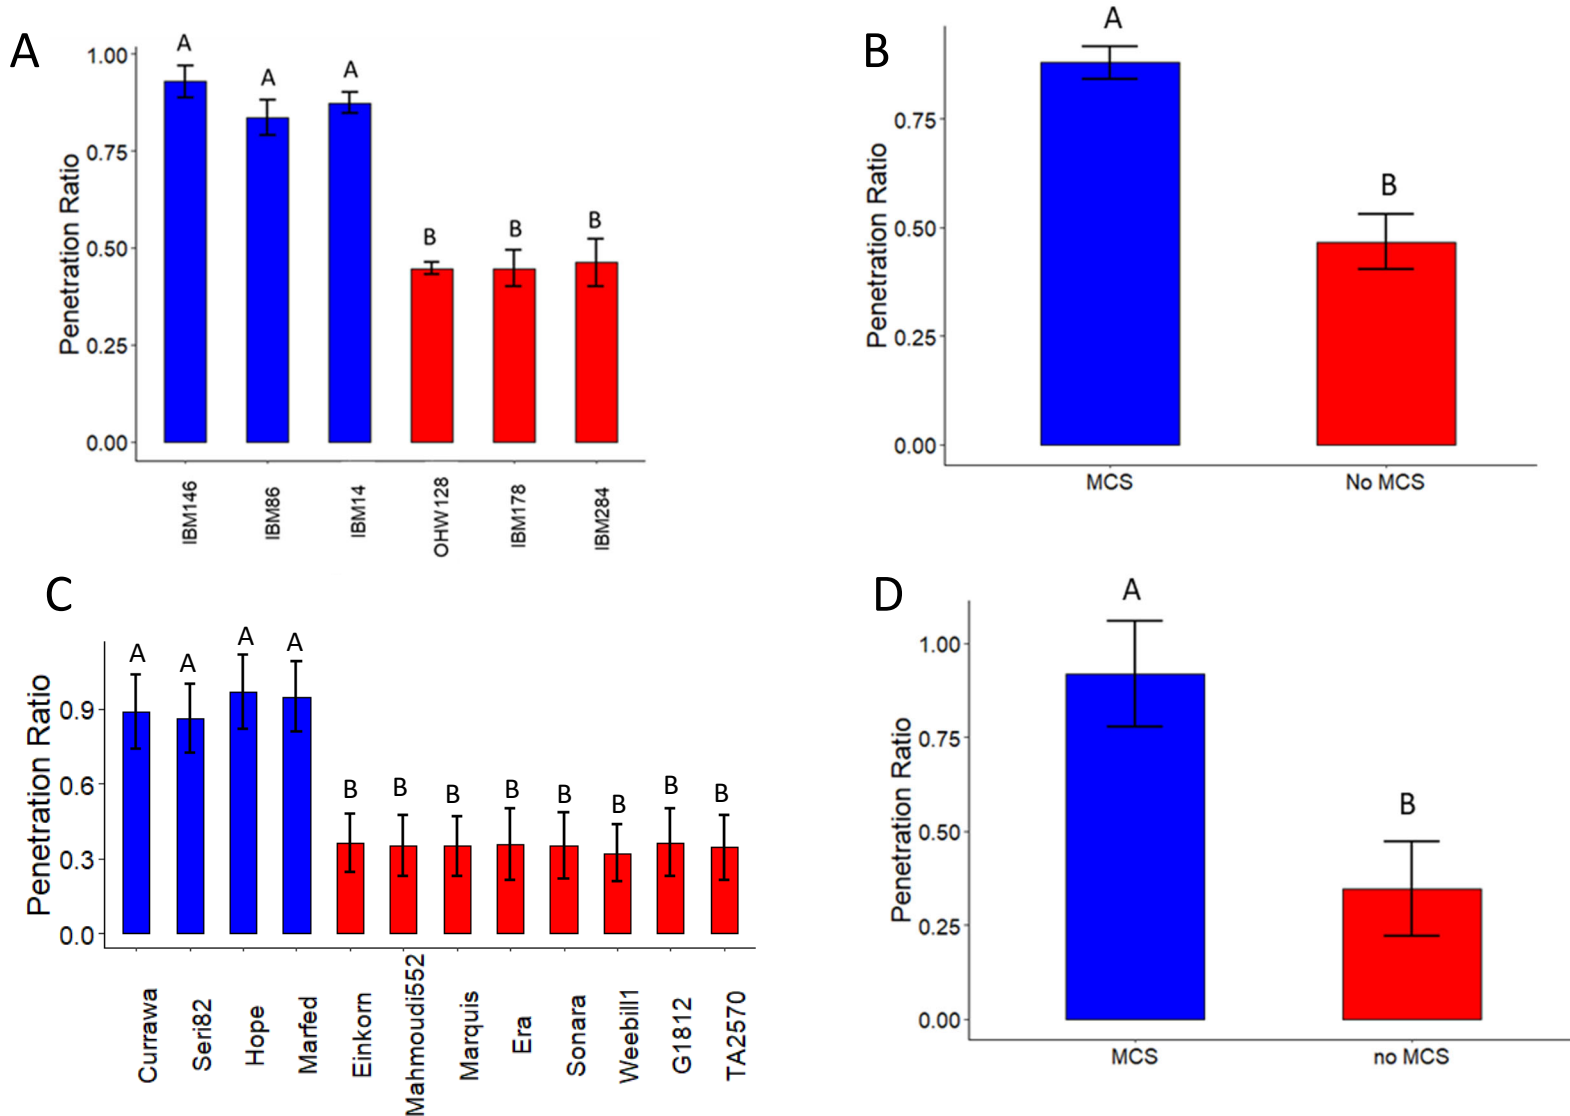 A
A
A
A
B
B
B
1.00
0.75
0.50
0.25
0.00
Penetration Ratio
IBM146
IBM86
IBM14
OHW128
IBM178
IBM284
B
A
B
0.75
0.50
0.25
0.00
Penetration Ratio
MCS
No MCS
C
A
A
A
A
B
B
B
B
B
B
B
B
0.9
0.6
0.3
0.0
Penetration Ratio
Currawa
Seri82
Hope
Marfed
Einkorn
Mahmoudi552
Marquis
Era
Sonara
Weebill1
G1812
TA2570
D
A
B
1.00
0.75
0.50
0.25
0.00
Penetration Ratio
MCS
no MCS